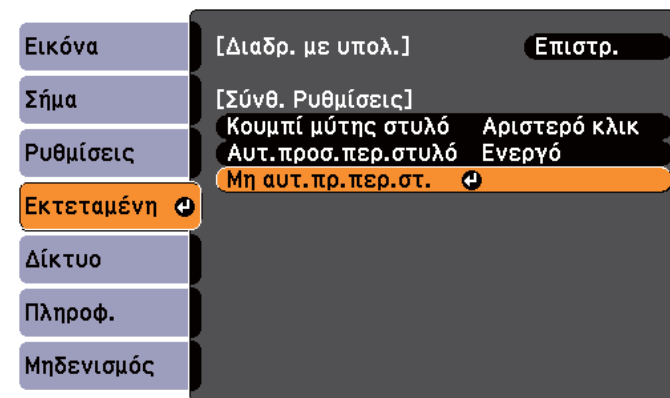 Εικόνα
Σήμα
Ρυθμίσεις
Εκτεταμένη
Δίκτυο
Πληροφ.
Μηδενισμός
[Διαδρ. με υπολ.] Επιστρ.
[Σύνθ. Ρυθμίσεις]
Κουμπί μύτης στυλό Αριστερό κλικ
Αυτ.προσ.περ.στυλό Ενεργό
Μη αυτ.πρ.περ.στ.